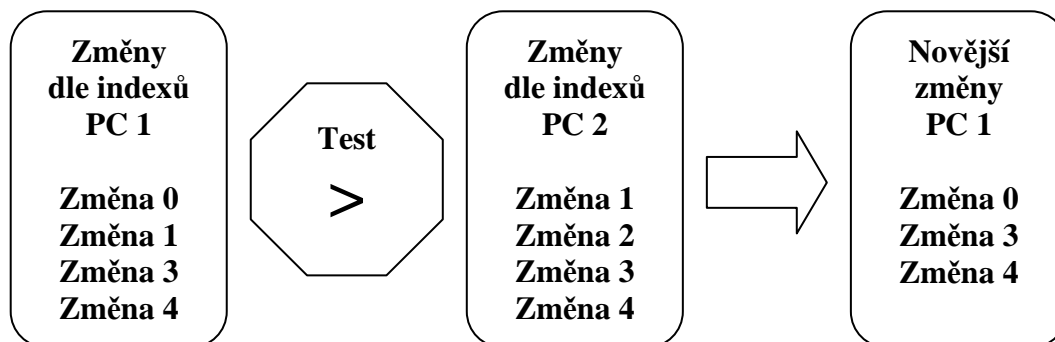 Změny
dle indexů
PC 1
Změna 0
Změna 1
Změna 3
Změna 4
Test
>
Změny
dle indexů
PC 2
Změna 1
Změna 2
Změna 3
Změna 4
Novější
změny
PC 1
Změna 0
Změna 3
Změna 4